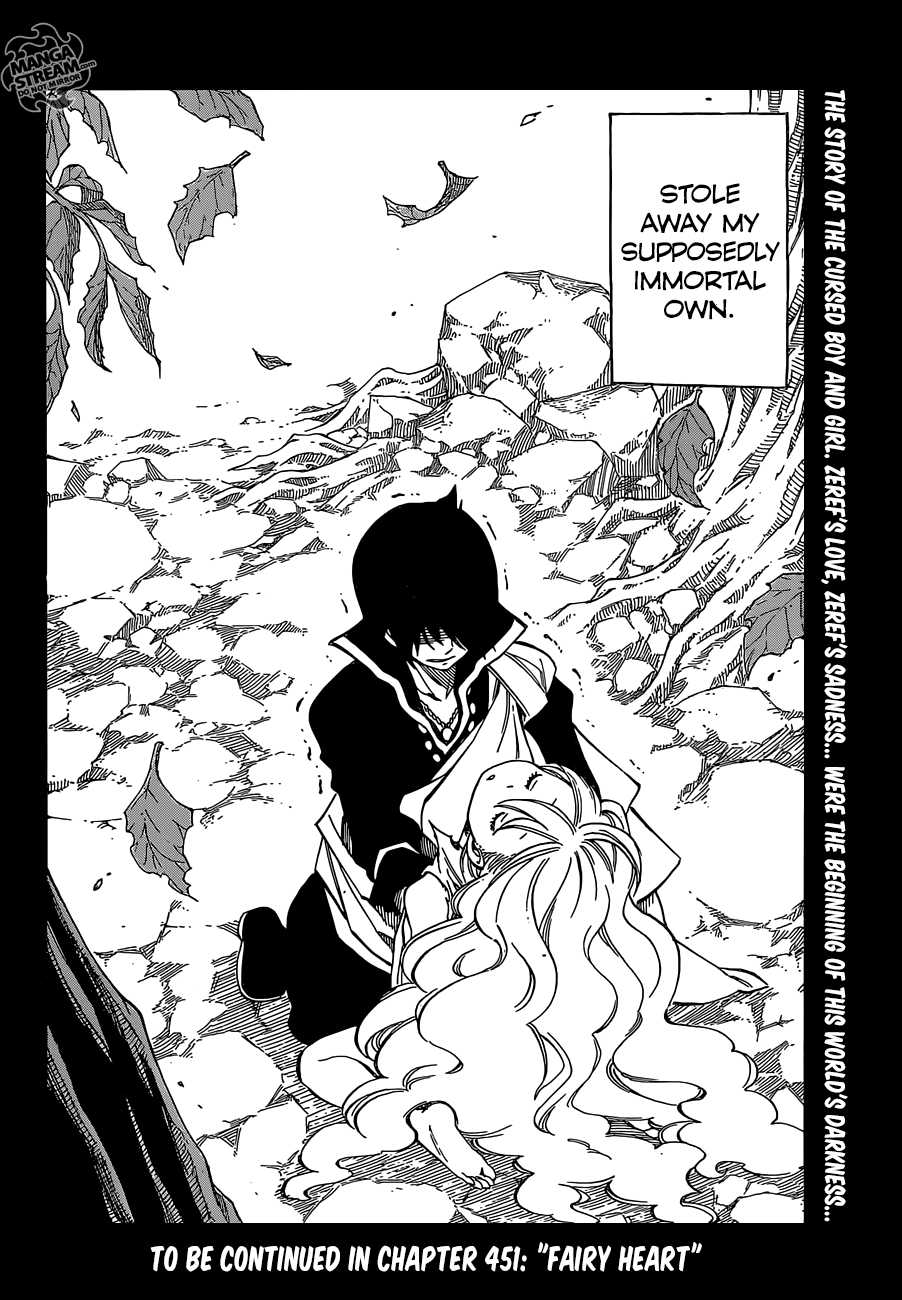 MANGA
STREAM.com
DO NOT MIRROR
STOLE
AWAY MY
SUPPOSEDLY
IMMORTAL
OWN.
THE STORY OF THE CURSED BOY AND GIRL. ZEREF'S LOVE, ZEREF'S SADNESS... WERE THE BEGINNING OF THIS WORLD'S DARKNESS...
TO BE CONTINUED IN CHAPTER 451: "FAIRY HEART"